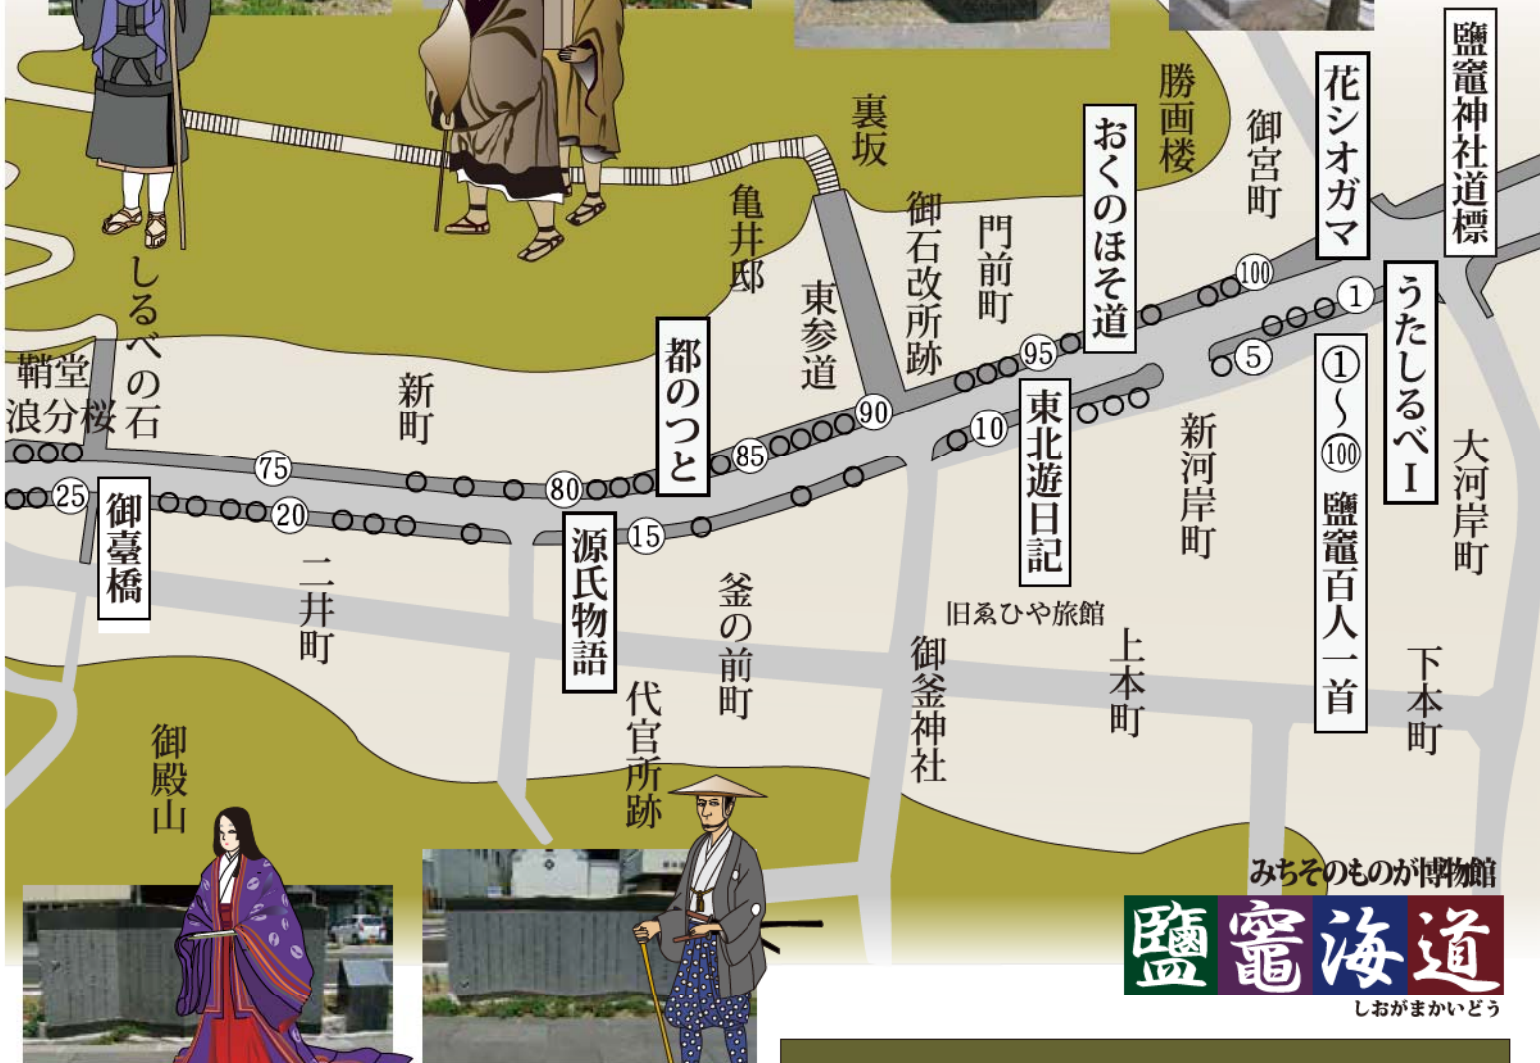 鹽竈神社道標
花シオガマ
御宮町
勝画楼
おくのほそ道
裏坂
門前町
御石改所跡
亀井邸
東参道
都のつと
新町
しるべの石
鞘堂
浪分桜
うたしるべⅠ
①～⑩⓪ 鹽竈百人一首
大河岸町
新河岸町
東北遊日記
旧ゑひや旅館
下本町
上本町
御釜神社
釜の前町
代官所跡
源氏物語
二井町
御臺橋
御殿山
100
1
95
5
90
10
85
80
15
75
20
25
みちそのものが博物館
鹽竈海道
しおがまかいどう